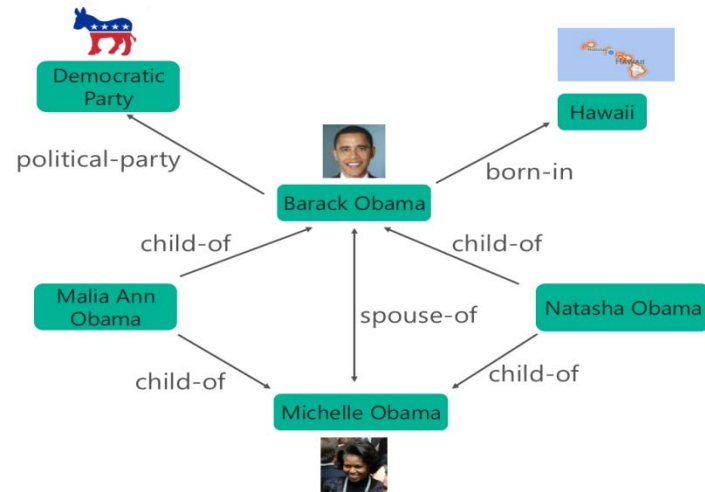 Democratic
Party
HAWAII
Hawaii
political-party
born-in
Barack Obama
child-of
child-of
Malia Ann
Obama
spouse-of
Natasha Obama
child-of
child-of
Michelle Obama